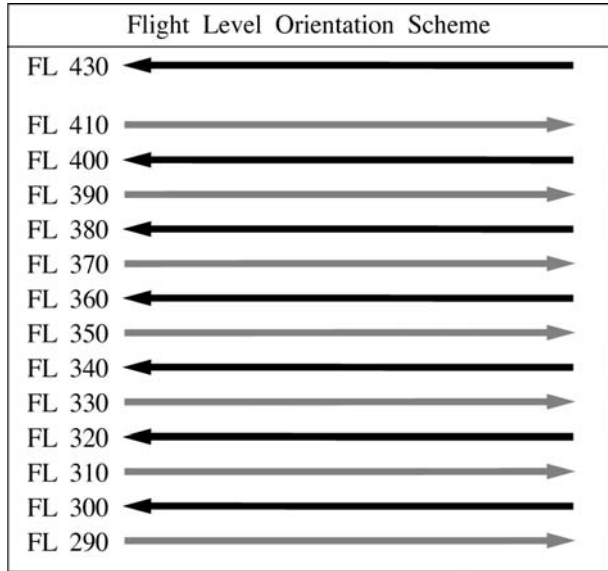 Flight Level Orientation Scheme
FL 430
FL 410
FL 400
FL 390
FL 380
FL 370
FL 360
FL 350
FL 340
FL 330
FL 320
FL 310
FL 300
FL 290